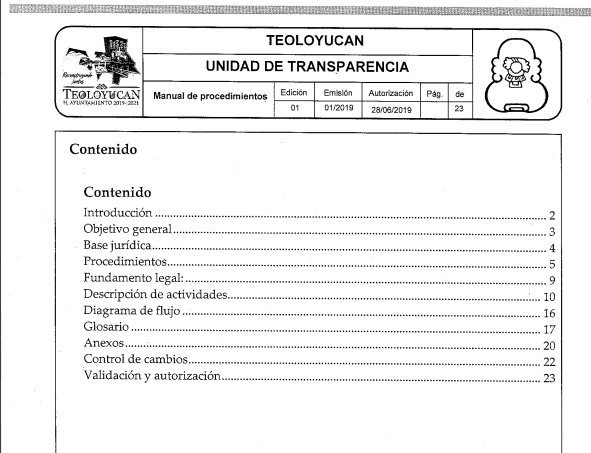 TEOLOYUCAN
UNIDAD DE TRANSPARENCIA
Reconstruyendo juntos
TEOLOYUCAN
H. AYUNTAMIENTO 2019-2021
Manual de procedimientos
Edición Emisión Autorización Pág. de
01 01/2019 28/06/2019 23
Contenido
Contenido
Introducción 2
Objetivo general 3
Base jurídica 4
Procedimientos 5
Fundamento legal: 9
Descripción de actividades 10
Diagrama de flujo 16
Glosario 17
Anexos 20
Control de cambios 22
Validación y autorización 23